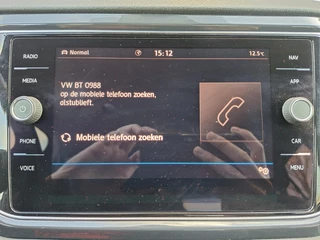 RADIO
MEDIA
PHONE
VOICE
Normal
15:12
12.5°C
VW BT 0988
op de mobiele telefoon zoeken,
alstublieft.
Mobiele telefoon zoeken
NAV
APP
CAR
MENU